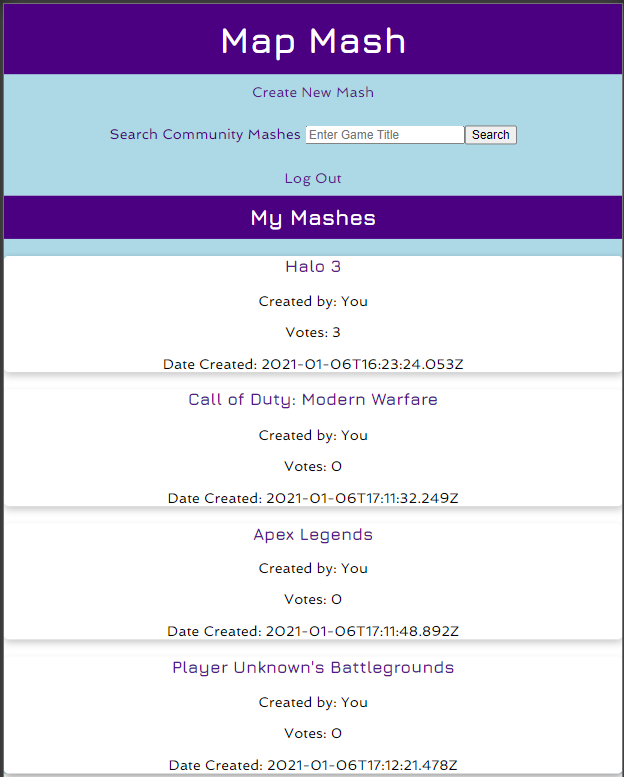 Map Mash
Create New Mash
Search Community Mashes Enter Game Title Search
Log Out
My Mashes
Halo 3
Created by: You
Votes: 3
Date Created: 2021-01-06T16:23:24.053Z
Call of Duty: Modern Warfare
Created by: You
Votes: 0
Date Created: 2021-01-06T17:11:32.249Z
Apex Legends
Created by: You
Votes: 0
Date Created: 2021-01-06T17:11:48.892Z
Player Unknown's Battlegrounds
Created by: You
Votes: 0
Date Created: 2021-01-06T17:12:21.478Z